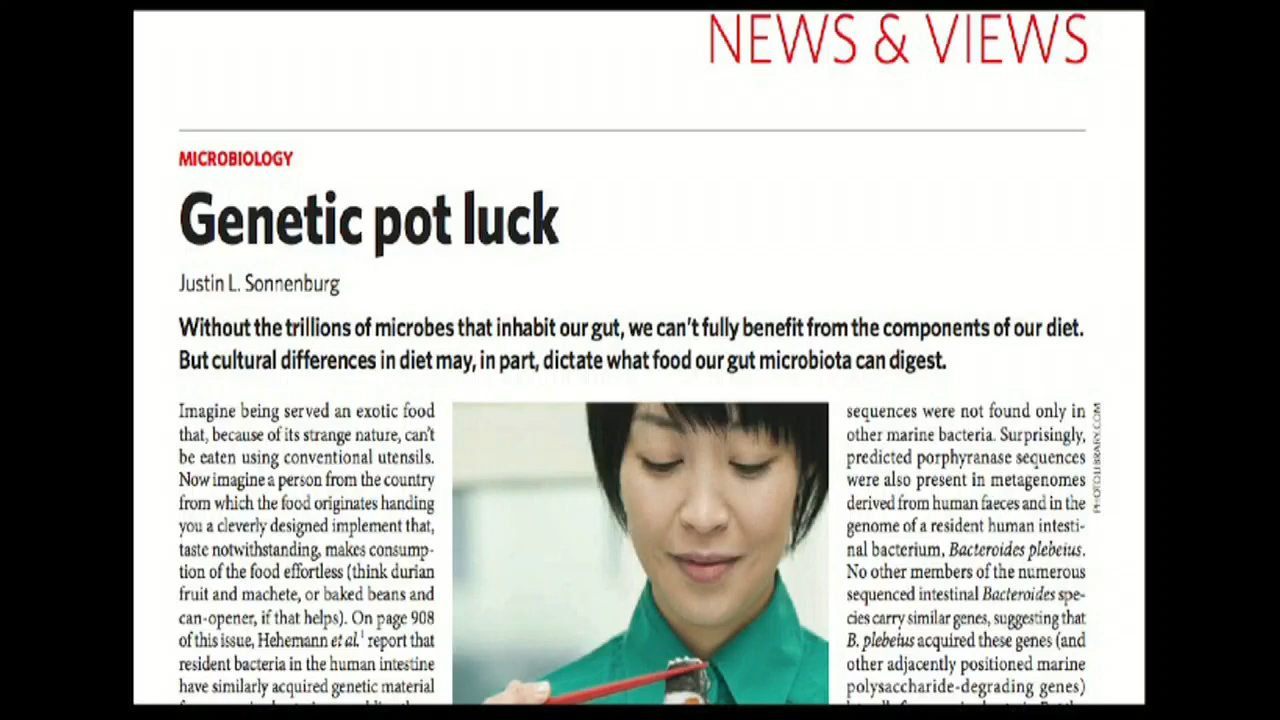 NEWS & VIEWS
MICROBIOLOGY
Genetic pot luck
Justin L. Sonnenburg
Without the trillions of microbes that inhabit our gut, we can't fully benefit from the components of our diet.
But cultural differences in diet may, in part, dictate what food our gut microbiota can digest.
Imagine being served an exotic food
that, because of its strange nature, can't
be eaten using conventional utensils.
Now imagine a person from the country
from which the food originates handing
you a cleverly designed implement that,
taste notwithstanding, makes consump-
tion of the food effortless (think durian
fruit and machete, or baked beans and
can-opener, if that helps). On page 908
of this issue, Hehemann et al.¹ report that
resident bacteria in the human intestine
have similarly acquired genetic material
sequences were not found only in
other marine bacteria. Surprisingly,
predicted porphyranase sequences
were also present in metagenomes
derived from human faeces and in the
genome of a resident human intesti-
nal bacterium, Bacteroides plebeius.
No other members of the numerous
sequenced intestinal Bacteroides spe-
cies carry similar genes, suggesting that
B. plebeius acquired these genes (and
other adjacently positioned marine
polysaccharide-degrading genes)
PHOTOLIBRARY.COM